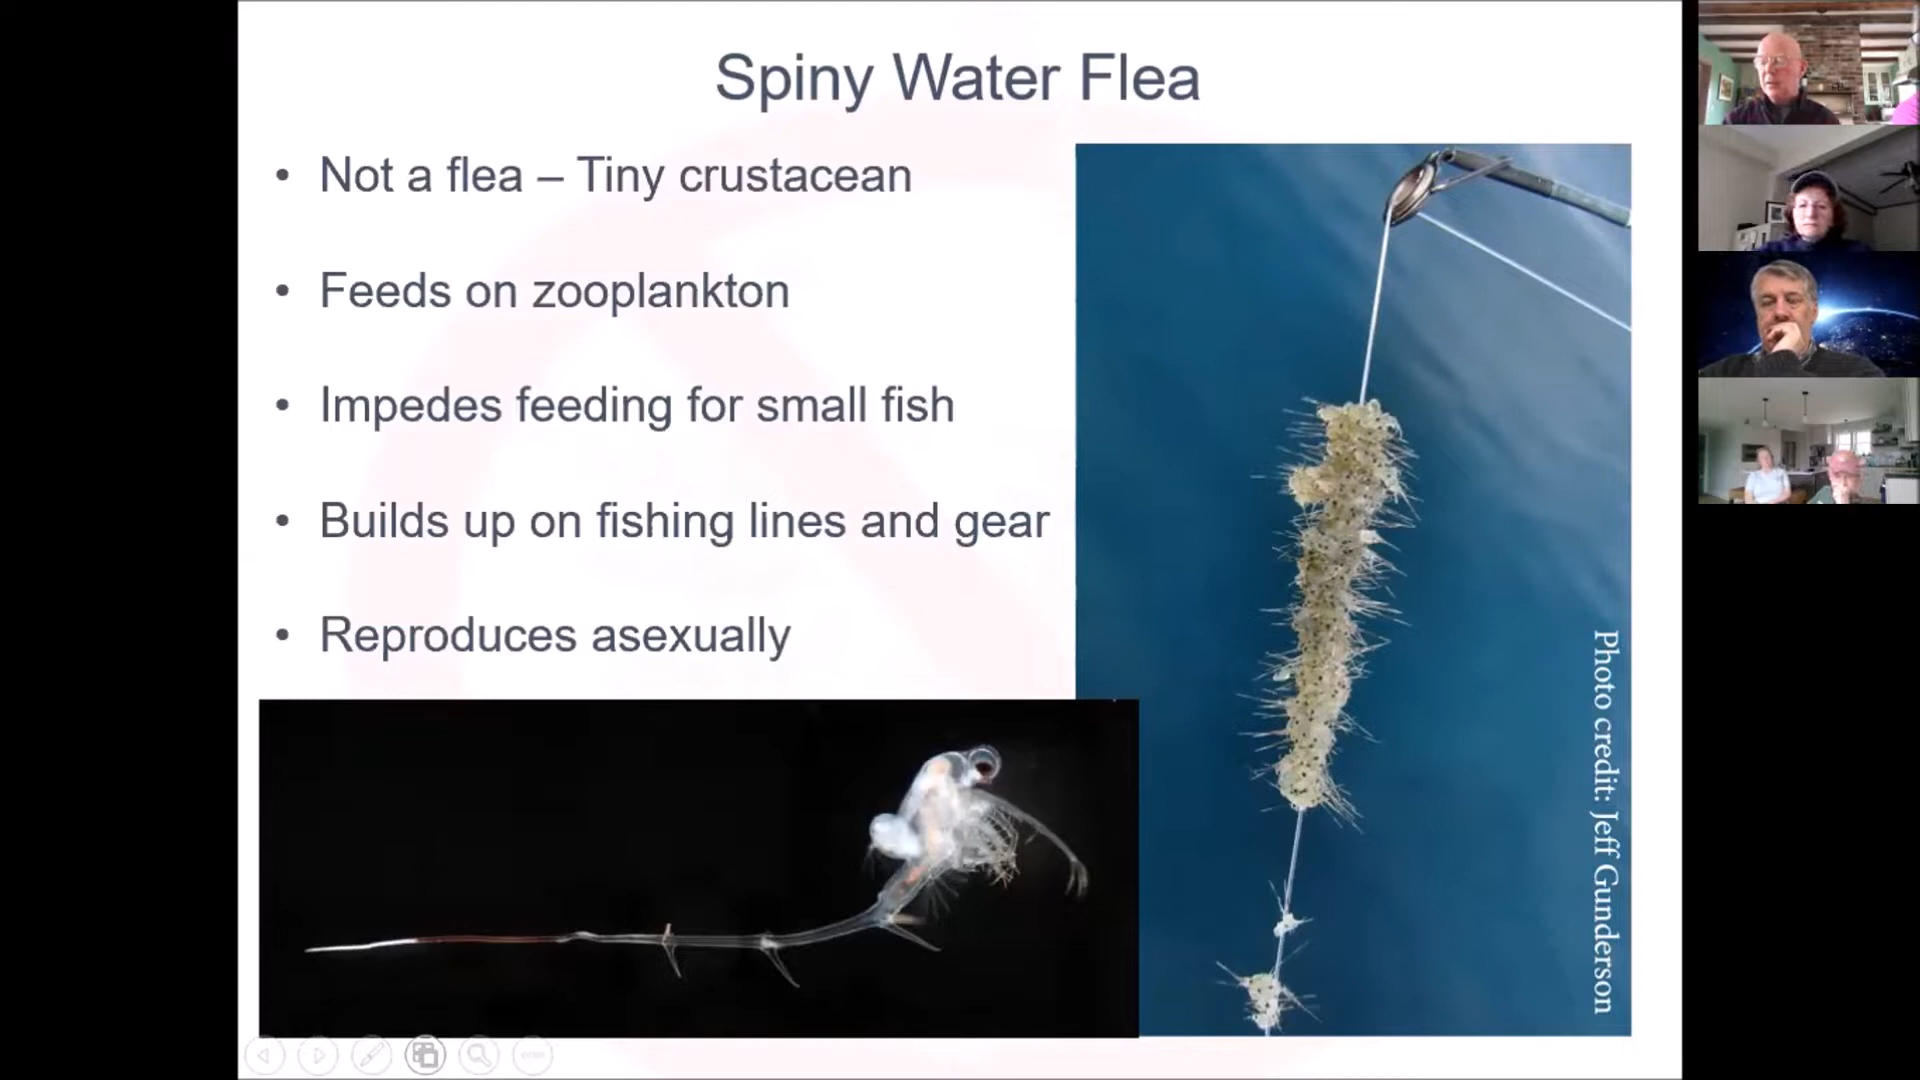 Spiny Water Flea
• Not a flea – Tiny crustacean
• Feeds on zooplankton
• Impedes feeding for small fish
• Builds up on fishing lines and gear
• Reproduces asexually
Photo credit: Jeff Gunderson